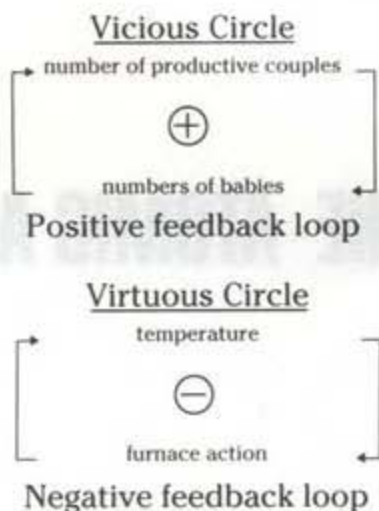 Vicious Circle
number of productive couples
+
numbers of babies
Positive feedback loop
Virtuous Circle
temperature
−
furnace action
Negative feedback loop